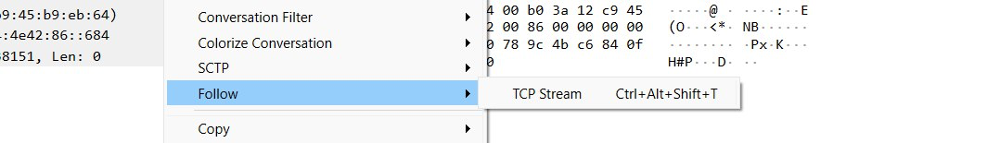 9:45:b9:eb:64)
:4e42:86::684
8151, Len: 0
Conversation Filter
Colorize Conversation
SCTP
Follow
Copy
TCP Stream Ctrl+Alt+Shift+T
4 00 b0 3a 12 c9 45 ·····@ · ····:··E
2 00 86 00 00 00 00 (O···<*· NB······
0 78 9c 4b c6 84 0f ········ ·Px·K···
0 H#P···D· ··